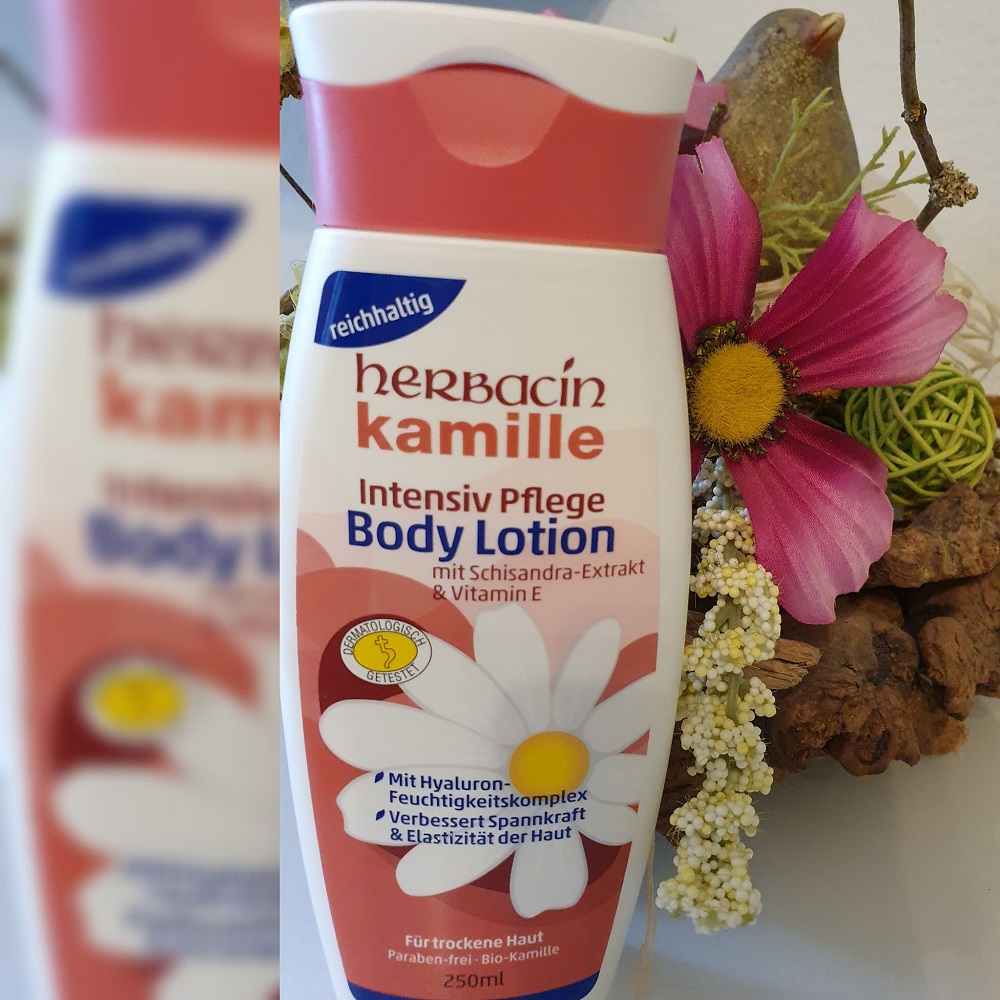 reichhaltig
herbacin
kamille
Intensiv Pflege
Body Lotion
mit Schisandra-Extrakt
& Vitamin E
DERMATOLOGISCH
GETESTET
Mit Hyaluron-
Feuchtigkeitskomplex
Verbessert Spannkraft
& Elastizität der Haut
Für trockene Haut
Paraben-frei · Bio-Kamille
250ml